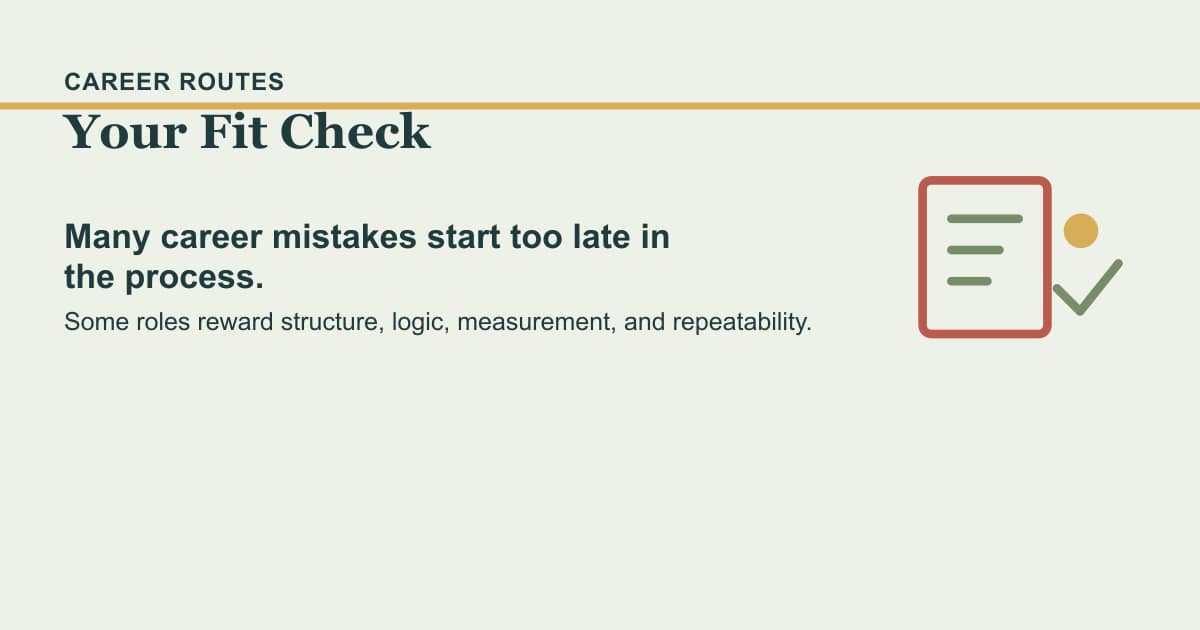 CAREER ROUTES
Your Fit Check
Many career mistakes start too late in
the process.
Some roles reward structure, logic, measurement, and repeatability.